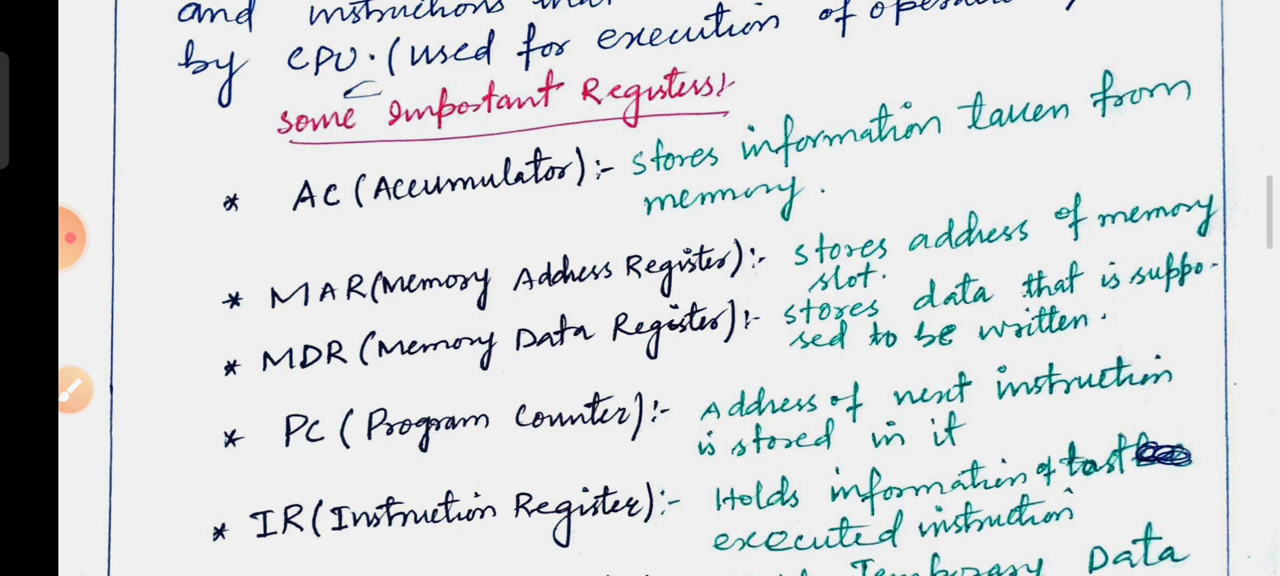 and instructions
by CPU. (used for execution of
Some Important Registers:
* AC (Accumulator):- stores information taken from
memory.
* MAR(Memory Address Register):- stores address of memory
slot.
* MDR (Memory Data Register):- stores data that is suppo-
sed to be written.
* PC (Program Counter):- Address of next instruction
is stored in it
* IR (Instruction Register):- Holds information of last
executed instruction
Temporary Data